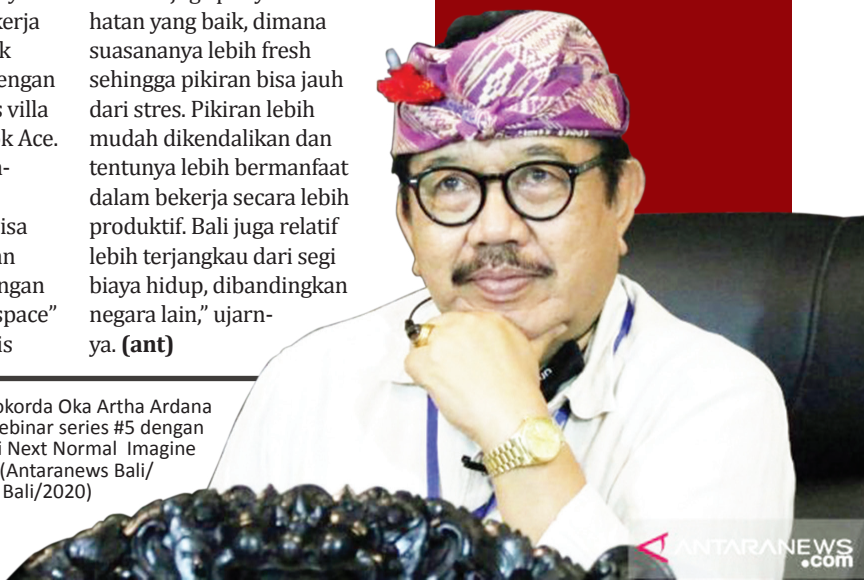 kerja
k
engan
s villa
k Ace.
-
isa
an
ngan
space”
is
hatan yang baik, dimana
suasananya lebih fresh
sehingga pikiran bisa jauh
dari stres. Pikiran lebih
mudah dikendalikan dan
tentunya lebih bermanfaat
dalam bekerja secara lebih
produktif. Bali juga relatif
lebih terjangkau dari segi
biaya hidup, dibandingkan
negara lain,” ujarn-
ya. (ant)
okorda Oka Artha Ardana
ebinar series #5 dengan
i Next Normal Imagine
(Antaranews Bali/
Bali/2020)
ANTARANEWS
.com